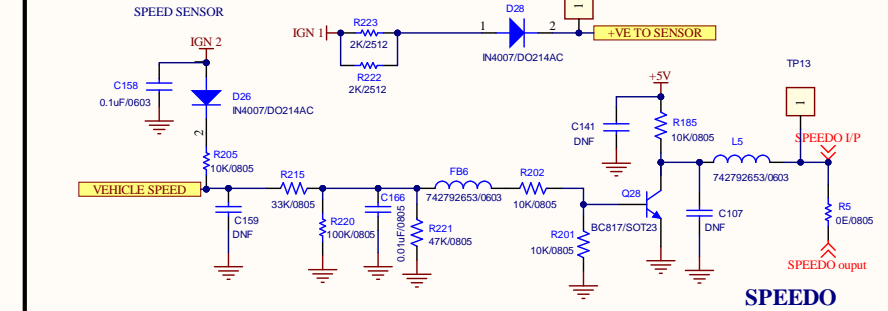 SPEED SENSOR
D28
R223
IGN 1
1
2
+VE TO SENSOR
2K/2512
IN4007/DO214AC
R222
2K/2512
IGN 2
C158
0.1uF/0603
D26
IN4007/DO214AC
2
R205
10K/0805
VEHICLE SPEED
C159
DNF
R215
33K/0805
R220
100K/0805
C166
0.01uF/0805
R221
47K/0805
FB6
742792653/0603
R202
10K/0805
R201
10K/0805
Q28
BC817/SOT23
+5V
C141
DNF
R185
10K/0805
L5
742792653/0603
C107
DNF
TP13
1
SPEEDO I/P
R5
0E/0805
SPEEDO ouput
SPEEDO